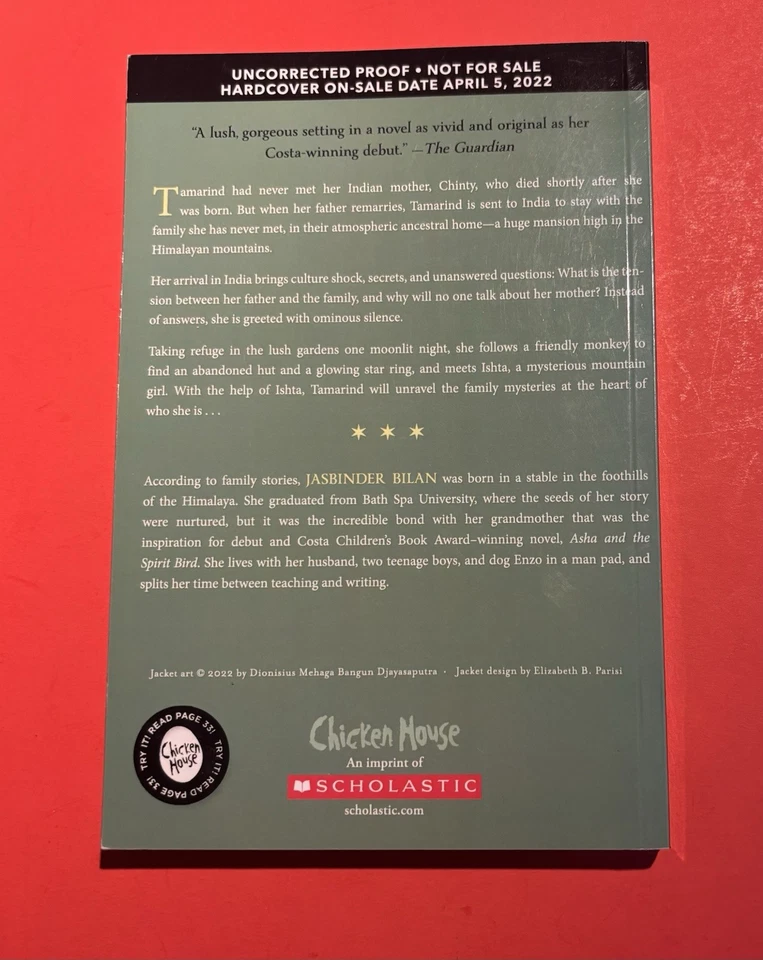 UNCORRECTED PROOF • NOT FOR SALE
HARDCOVER ON-SALE DATE APRIL 5, 2022
“A lush, gorgeous setting in a novel as vivid and original as her
Costa-winning debut.” —The Guardian
Tamarind had never met her Indian mother, Chinty, who died shortly after she
was born. But when her father remarries, Tamarind is sent to India to stay with the
family she has never met, in their atmospheric ancestral home—a huge mansion high in the
Himalayan mountains.
Her arrival in India brings culture shock, secrets, and unanswered questions: What is the ten-
sion between her father and the family, and why will no one talk about her mother? Instead
of answers, she is greeted with ominous silence.
Taking refuge in the lush gardens one moonlit night, she follows a friendly monkey to
find an abandoned hut and a glowing star ring, and meets Ishta, a mysterious mountain
girl. With the help of Ishta, Tamarind will unravel the family mysteries at the heart of
who she is . . .
According to family stories, JASBINDER BILAN was born in a stable in the foothills
of the Himalaya. She graduated from Bath Spa University, where the seeds of her story
were nurtured, but it was the incredible bond with her grandmother that was the
inspiration for debut and Costa Children’s Book Award–winning novel, Asha and the
Spirit Bird. She lives with her husband, two teenage boys, and dog Enzo in a man pad, and
splits her time between teaching and writing.
Jacket art © 2022 by Dionisius Mehaga Bangun Djayasaputra · Jacket design by Elizabeth B. Parisi
TRY IT! READ PAGE 33! TRY IT! READ PAGE 33!
Chicken
House
Chicken House
An imprint of
SCHOLASTIC
scholastic.com